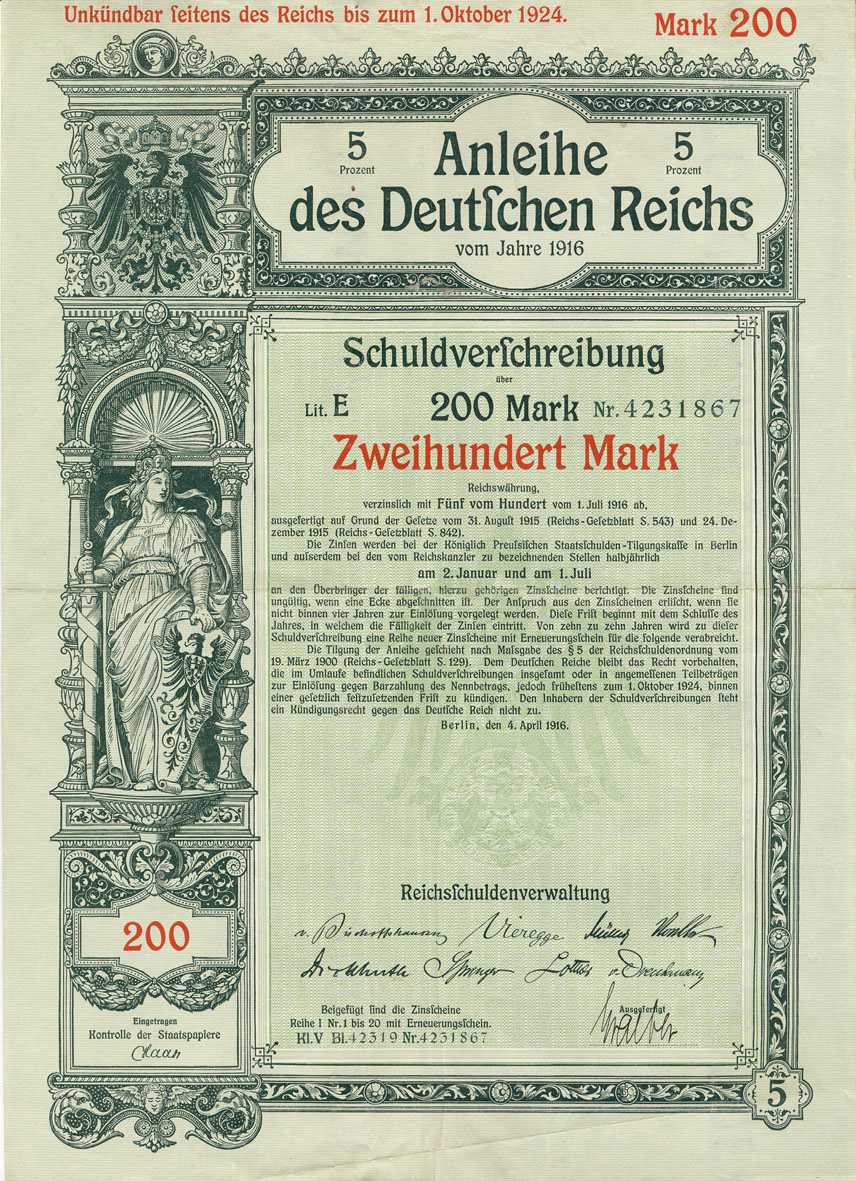 Unkündbar ſeitens des Reichs bis zum 1. Oktober 1924.
Mark 200
5 Prozent
5 Prozent
Anleihe
des Deutſchen Reichs
vom Jahre 1916
Schuldverſchreibung
über
Lit. E 200 Mark Nr. 4231867
Zweihundert Mark
Reichswährung,
verzinslich mit Fünf vom Hundert vom 1. Juli 1916 ab,
ausgefertigt auf Grund der Geſetze vom 31. Auguſt 1915 (Reichs-Geſetzblatt S. 543) und 24. De-
zember 1915 (Reichs-Geſetzblatt S. 842).
Die Zinſen werden bei der Königlich Preuſsiſchen Staatsſchulden-Tilgungskaſſe in Berlin
und auſserdem bei den vom Reichskanzler zu bezeichnenden Stellen halbjährlich
am 2. Januar und am 1. Juli
an den Überbringer der fälligen, hierzu gehörigen Zinsſcheine berichtigt. Die Zinsſcheine ſind
ungültig, wenn eine Ecke abgeſchnitten iſt. Der Anſpruch aus den Zinsſcheinen erliſcht, wenn ſie
nicht binnen vier Jahren zur Einlöſung vorgelegt werden. Dieſe Friſt beginnt mit dem Schluſſe des
Jahres, in welchem die Fälligkeit der Zinſen eintritt. Von zehn zu zehn Jahren wird zu dieſer
Schuldverſchreibung eine Reihe neuer Zinsſcheine mit Erneuerungsſchein für die folgende verabreicht.
Die Tilgung der Anleihe geſchieht nach Maſsgabe des § 5 der Reichsſchuldenordnung vom
19. März 1900 (Reichs-Geſetzblatt S. 129). Dem Deutſchen Reiche bleibt das Recht vorbehalten,
die im Umlaufe befindlichen Schuldverſchreibungen insgeſamt oder in angemeſſenen Teilbeträgen
zur Einlöſung gegen Barzahlung des Nennbetrags, jedoch früheſtens zum 1. Oktober 1924, binnen
einer geſetzlich feſtzuſetzenden Friſt zu kündigen. Den Inhabern der Schuldverſchreibungen ſteht
ein Kündigungsrecht gegen das Deutſche Reich nicht zu.
Berlin, den 4. April 1916.
Reichsſchuldenverwaltung
v. Bischoffshausen Vieregge
Springer Lottner v. Drenkmann
200
Eingetragen
Kontrolle der Staatspapiere
Beigefügt ſind die Zinsſcheine
Reihe I Nr. 1 bis 20 mit Erneuerungsſchein.
Kl. V Bl. 42319 Nr. 4231867
Ausgefertigt
5